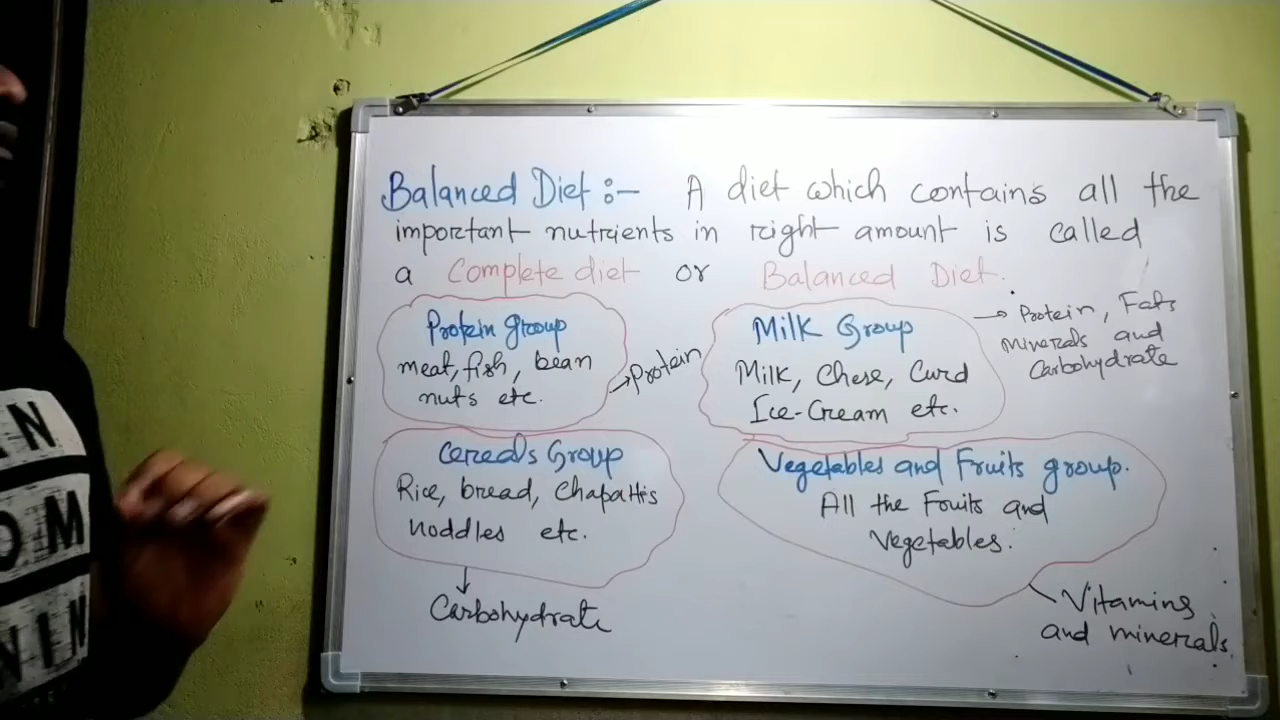 Balanced Diet :- A diet which contains all the
important nutrients in right amount is called
a Complete diet or Balanced Diet.
Protein group
meat, fish, bean
nuts etc.
→ Protein
Milk Group
Milk, Chese, Curd
Ice-Cream etc.
→ Protein, Fats
Minerals and
Carbohydrate
Cereals Group
Rice, bread, Chapattis
Noddles etc.
Carbohydrate
Vegetables and Fruits group.
All the Fruits and
Vegetables.
Vitamins
and minerals.
N
OM
NIN